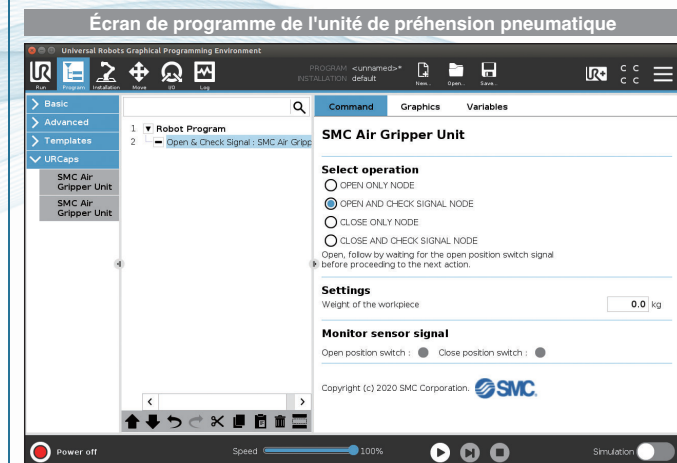 Écran de programme de l'unité de préhension pneumatique
Universal Robots Graphical Programming Environment
UR
Run
Program
Installation
Move
I/O
Log
PROGRAM <unnamed>*
INSTALLATION default
New...
Open...
Save...
UR+
C C
C C
Basic
Advanced
Templates
URCaps
SMC Air
Gripper Unit
SMC Air
Gripper Unit
1 Robot Program
2 Open & Check Signal : SMC Air Gripp
Command Graphics Variables
SMC Air Gripper Unit
Select operation
OPEN ONLY NODE
OPEN AND CHECK SIGNAL NODE
CLOSE ONLY NODE
CLOSE AND CHECK SIGNAL NODE
Open, follow by waiting for the open position switch signal
before proceeding to the next action.
Settings
Weight of the workpiece 0.0 kg
Monitor sensor signal
Open position switch : Close position switch :
Copyright (c) 2020 SMC Corporation. SMC.
Power off
Speed 100%
Simulation